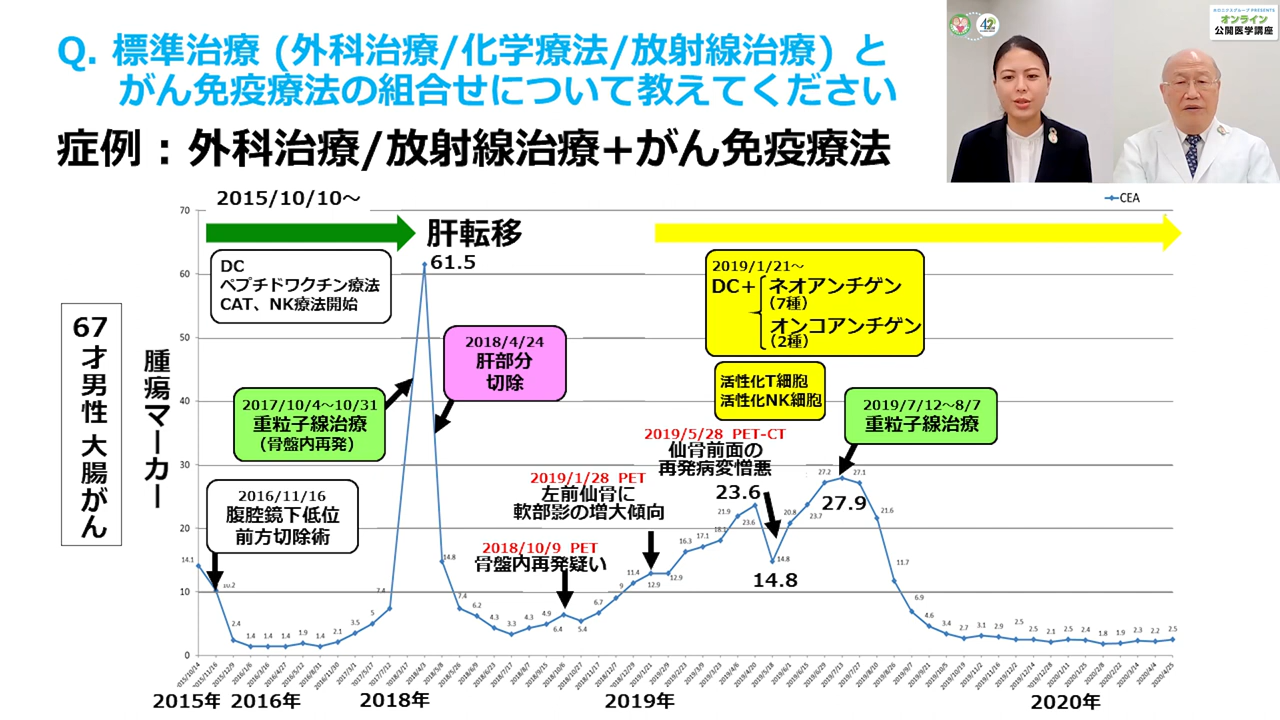 Q. 標準治療 (外科治療/化学療法/放射線治療) と
がん免疫療法の組合せについて教えてください
症例：外科治療/放射線治療+がん免疫療法
オンライン
公開医学講座
67才男性 大腸がん
腫瘍マーカー
2015/10/10〜
CEA
70
60
50
40
30
20
10
0
DC
ペプチドワクチン療法
CAT、NK療法開始
肝転移
61.5
2018/4/24
肝部分
切除
2017/10/4〜10/31
重粒子線治療
(骨盤内再発)
2016/11/16
腹腔鏡下低位
前方切除術
2019/1/21〜
DC＋ ネオアンチゲン
(7種)
オンコアンチゲン
(2種)
活性化T細胞
活性化NK細胞
2019/7/12〜8/7
重粒子線治療
2019/5/28 PET-CT
仙骨前面の
再発病変憎悪
2019/1/28 PET
左前仙骨に
軟部影の増大傾向
2018/10/9 PET
骨盤内再発疑い
23.6
14.8
27.9
14.1
10.2
2.4
1.4
1.4
1.4
1.9
1.4
2.1
3.5
5
7.4
14.8
7.4
6.2
4.3
3.3
4.3
4.9
6.4
5.4
6.7
9
11.4
12.9
12.9
16.3
17.1
18.1
21.9
23.6
14.8
20.8
23.7
27.2
27.1
21.6
11.7
6.9
4.6
3.4
2.7
3.1
2.9
2.5
2.5
2.1
2.5
2.4
1.8
1.9
2.3
2.2
2.5
2015年 2016年 2018年 2019年 2020年